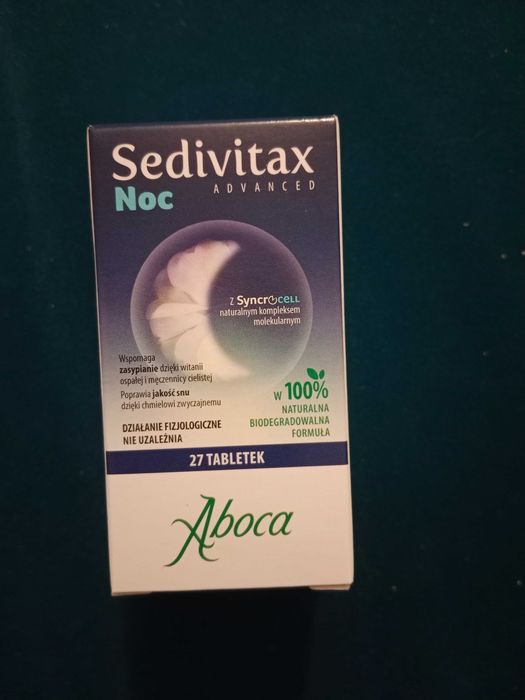 Sedivitax
ADVANCED
Noc
z SyncroCELL
naturalnym kompleksem
molekularnym
Wspomaga
zasypianie dzięki witanii
ospałej i męczennicy cielistej
Poprawia jakość snu
dzięki chmielowi zwyczajnemu
DZIAŁANIE FIZJOLOGICZNE
NIE UZALEŻNIA
W 100%
NATURALNA
BIODEGRADOWALNA
FORMUŁA
27 TABLETEK
Aboca